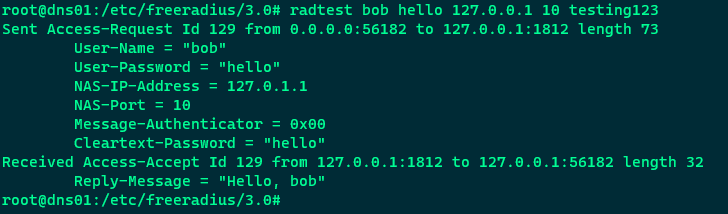 root@dns01:/etc/freeradius/3.0# radtest bob hello 127.0.0.1 10 testing123
Sent Access-Request Id 129 from 0.0.0.0:56182 to 127.0.0.1:1812 length 73
        User-Name = "bob"
        User-Password = "hello"
        NAS-IP-Address = 127.0.1.1
        NAS-Port = 10
        Message-Authenticator = 0x00
        Cleartext-Password = "hello"
Received Access-Accept Id 129 from 127.0.0.1:1812 to 127.0.0.1:56182 length 32
        Reply-Message = "Hello, bob"
root@dns01:/etc/freeradius/3.0#